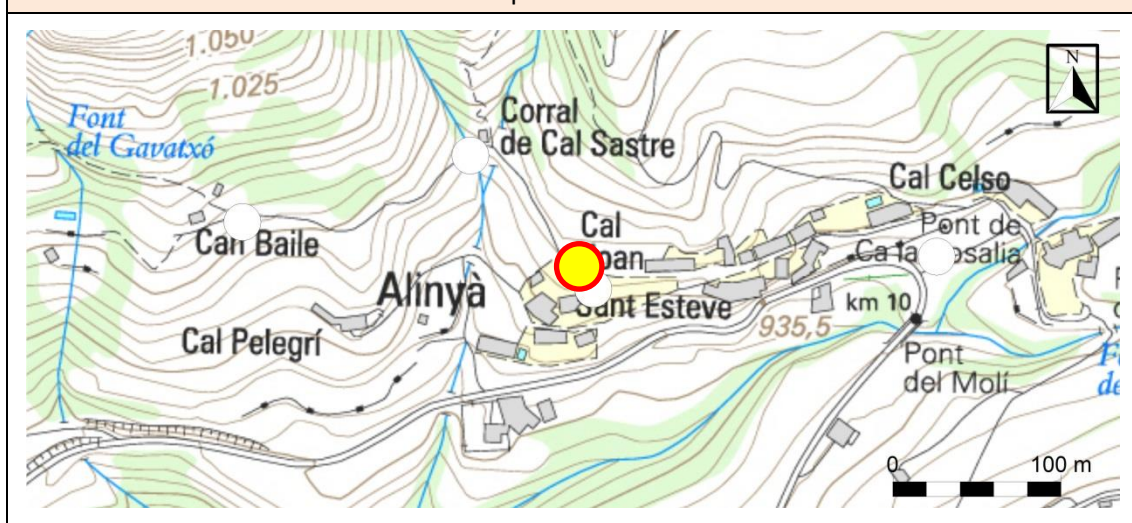 1.050
1.025
N
Font
del Gavatxó
Corral
de Cal Sastre
Cal Celso
Can Baile
Cal
Pont de
Alinyà
Sant Esteve
km 10
935,5
Cal Pelegrí
Pont
del Molí
0
100 m